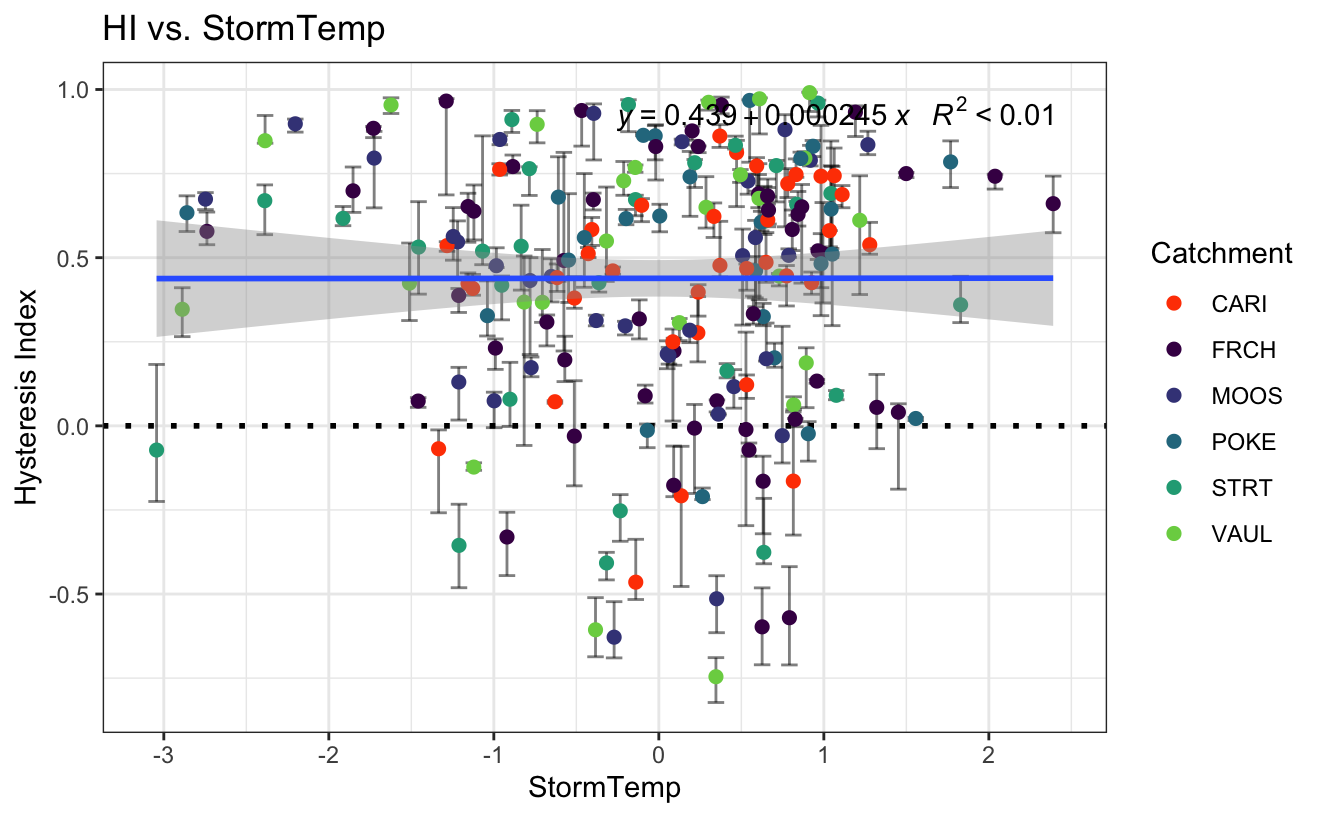 HI vs. StormTemp
y = 0.439 + 0.000245 x R² < 0.01
Hysteresis Index
1.0
0.5
0.0
-0.5
-3 -2 -1 0 1 2
StormTemp
Catchment
CARI
FRCH
MOOS
POKE
STRT
VAUL